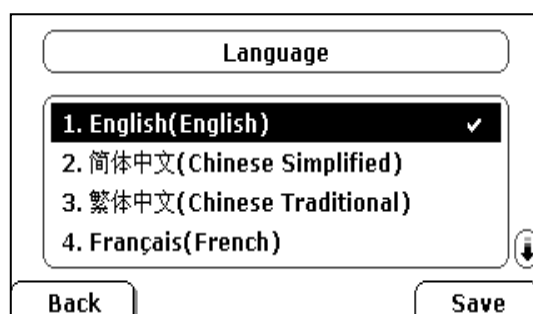 Language
1. English(English)
2. 简体中文(Chinese Simplified)
3. 繁体中文(Chinese Traditional)
4. Français(French)
Back
Save